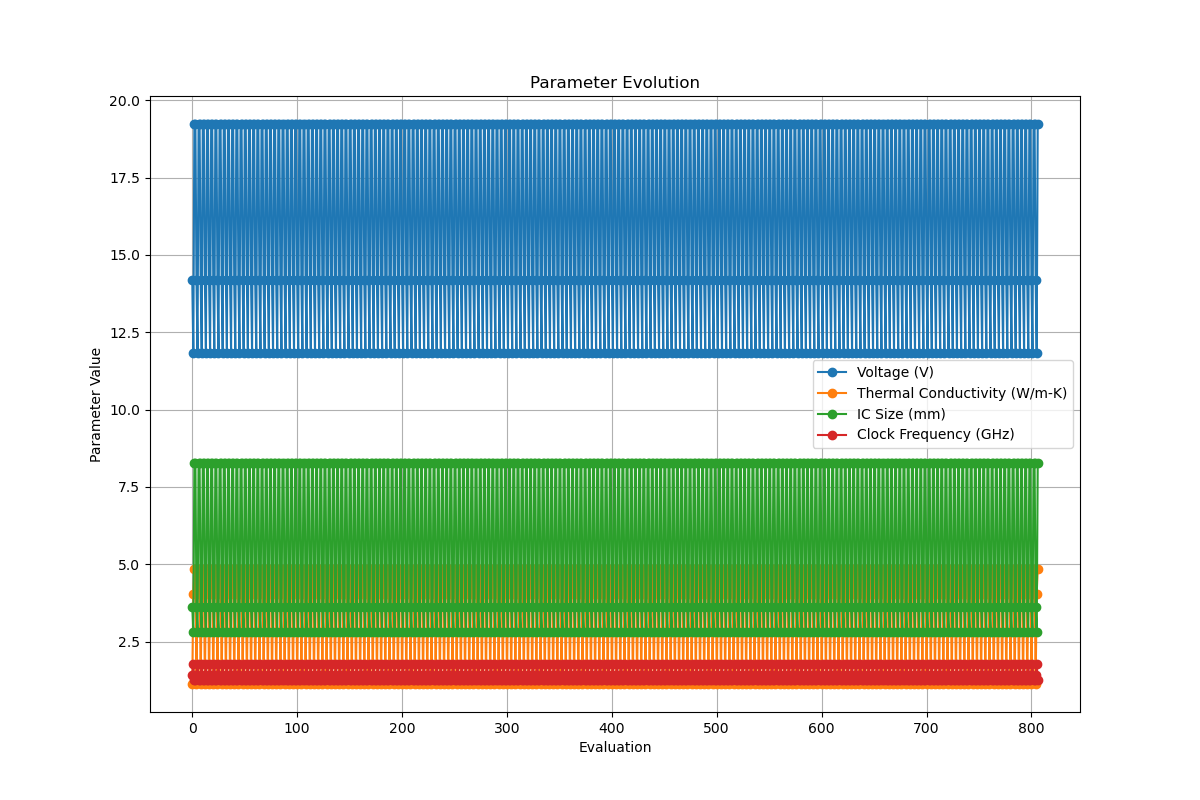 Parameter Evolution
20.0
17.5
15.0
12.5
10.0
7.5
5.0
2.5
Parameter Value
Voltage (V)
Thermal Conductivity (W/m-K)
IC Size (mm)
Clock Frequency (GHz)
0 100 200 300 400 500 600 700 800
Evaluation